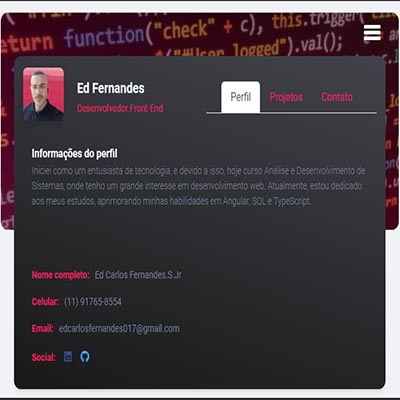 eturn function("check" + c), this.trigger(
("#User_logged").val();
Ed Fernandes
Desenvolvedor Front-End
Perfil Projetos Contato
Informações do perfil
Iniciei como um entusiasta de tecnologia, e devido a isso, hoje curso Análise e Desenvolvimento de
Sistemas, onde tenho um grande interesse em desenvolvimento web. Atualmente, estou dedicado
aos meus estudos, aprimorando minhas habilidades em Angular, SQL e TypeScript.
Nome completo: Ed Carlos Fernandes.S.Jr
Celular: (11) 91765-8554
Email: edcarlosfernandes017@gmail.com
Social: